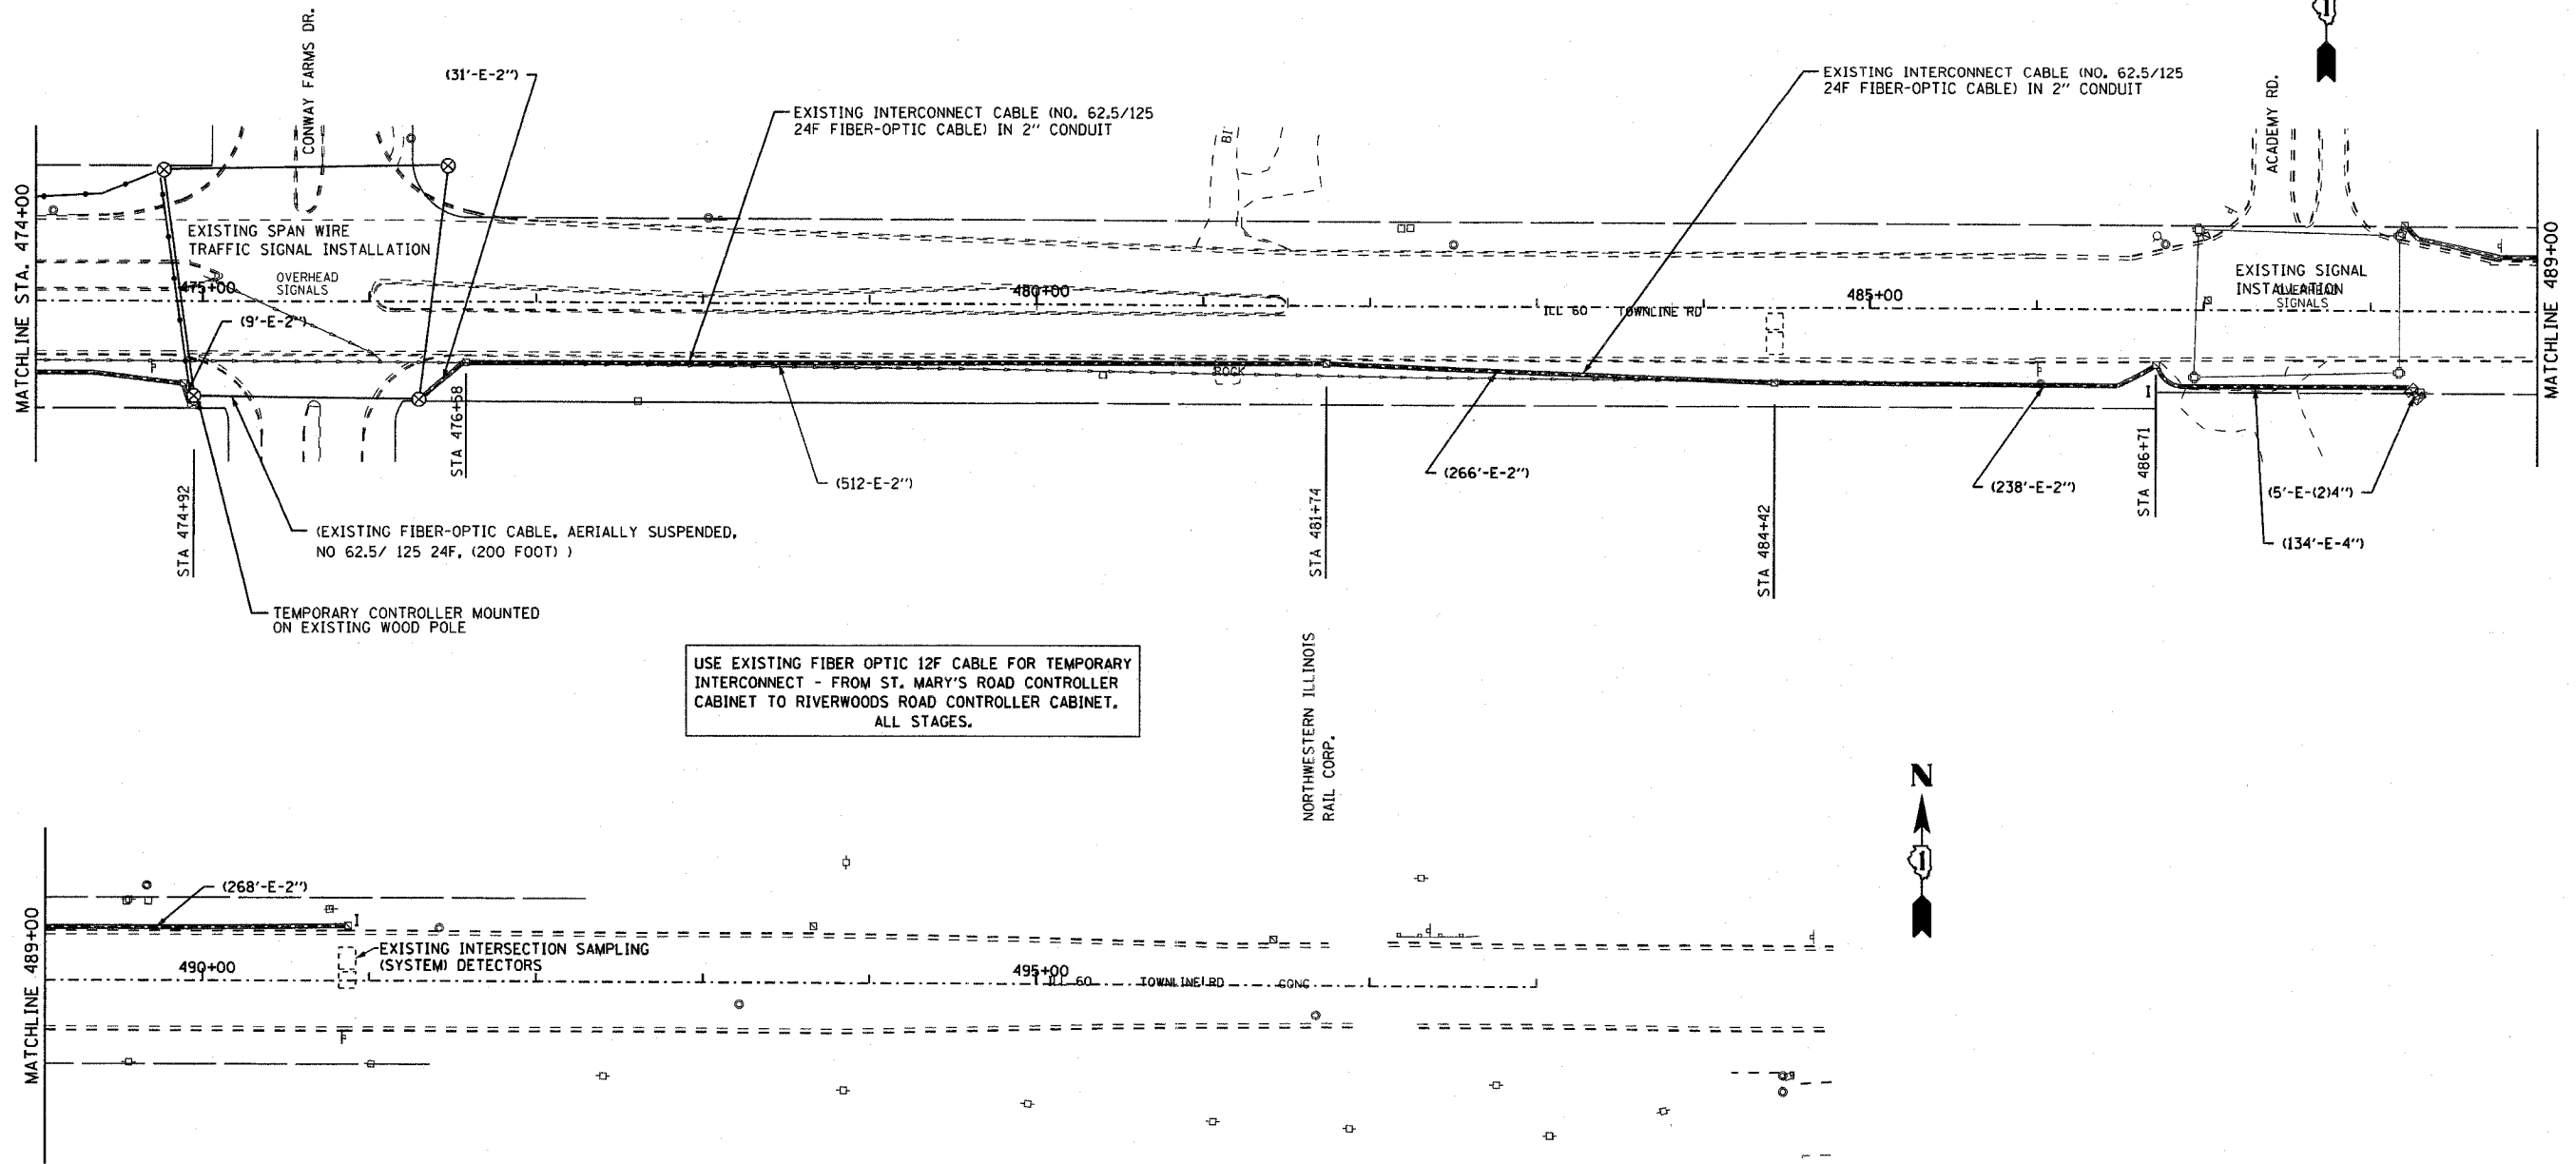 CONWAY FARMS DR.
(31'-E-2")
EXISTING INTERCONNECT CABLE (NO. 62.5/125
24F FIBER-OPTIC CABLE) IN 2" CONDUIT
EXISTING INTERCONNECT CABLE (NO. 62.5/125
24F FIBER-OPTIC CABLE) IN 2" CONDUIT
ACADEMY RD.
1
BI
MATCHLINE STA. 474+00
EXISTING SPAN WIRE
TRAFFIC SIGNAL INSTALLATION
OVERHEAD
SIGNALS
475+00
480+00
485+00
(9'-E-2")
ILL 60 TOWNLINE RD
EXISTING SIGNAL
INSTALLATION
OVERHEAD
SIGNALS
MATCHLINE 489+00
ROCK
I
STA 474+92
STA 476+58
(512-E-2")
STA 481+74
(266'-E-2")
STA 484+42
(238'-E-2")
STA 486+71
(5'-E-(2)4")
(134'-E-4")
(EXISTING FIBER-OPTIC CABLE, AERIALLY SUSPENDED,
NO 62.5/ 125 24F, (200 FOOT) )
TEMPORARY CONTROLLER MOUNTED
ON EXISTING WOOD POLE
USE EXISTING FIBER OPTIC 12F CABLE FOR TEMPORARY
INTERCONNECT - FROM ST. MARY'S ROAD CONTROLLER
CABINET TO RIVERWOODS ROAD CONTROLLER CABINET.
ALL STAGES.
NORTHWESTERN ILLINOIS
RAIL CORP.
N
1
MATCHLINE 489+00
(268'-E-2")
I
EXISTING INTERSECTION SAMPLING
(SYSTEM) DETECTORS
490+00
495+00
ILL 60 TOWNLINE RD CONC